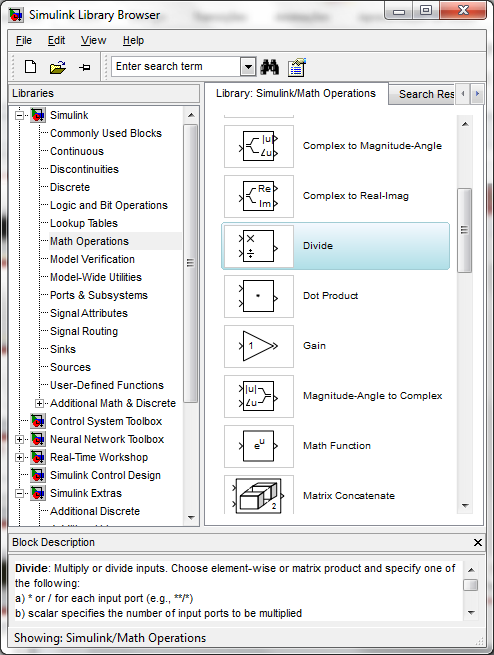 Simulink Library Browser
File Edit View Help
Enter search term
Libraries
Library: Simulink/Math Operations
Search Res
Simulink
Commonly Used Blocks
Continuous
Discontinuities
Discrete
Logic and Bit Operations
Lookup Tables
Math Operations
Model Verification
Model-Wide Utilities
Ports & Subsystems
Signal Attributes
Signal Routing
Sinks
Sources
User-Defined Functions
Additional Math & Discrete
Control System Toolbox
Neural Network Toolbox
Real-Time Workshop
Simulink Control Design
Simulink Extras
Additional Discrete
|u|
∠u
Complex to Magnitude-Angle
Re
Im
Complex to Real-Imag
×
÷
Divide
Dot Product
1
Gain
|u|
∠u
Magnitude-Angle to Complex
eᵘ
Math Function
2
Matrix Concatenate
Block Description
Divide: Multiply or divide inputs. Choose element-wise or matrix product and specify one of
the following:
a) * or / for each input port (e.g., **/*)
b) scalar specifies the number of input ports to be multiplied
Showing: Simulink/Math Operations